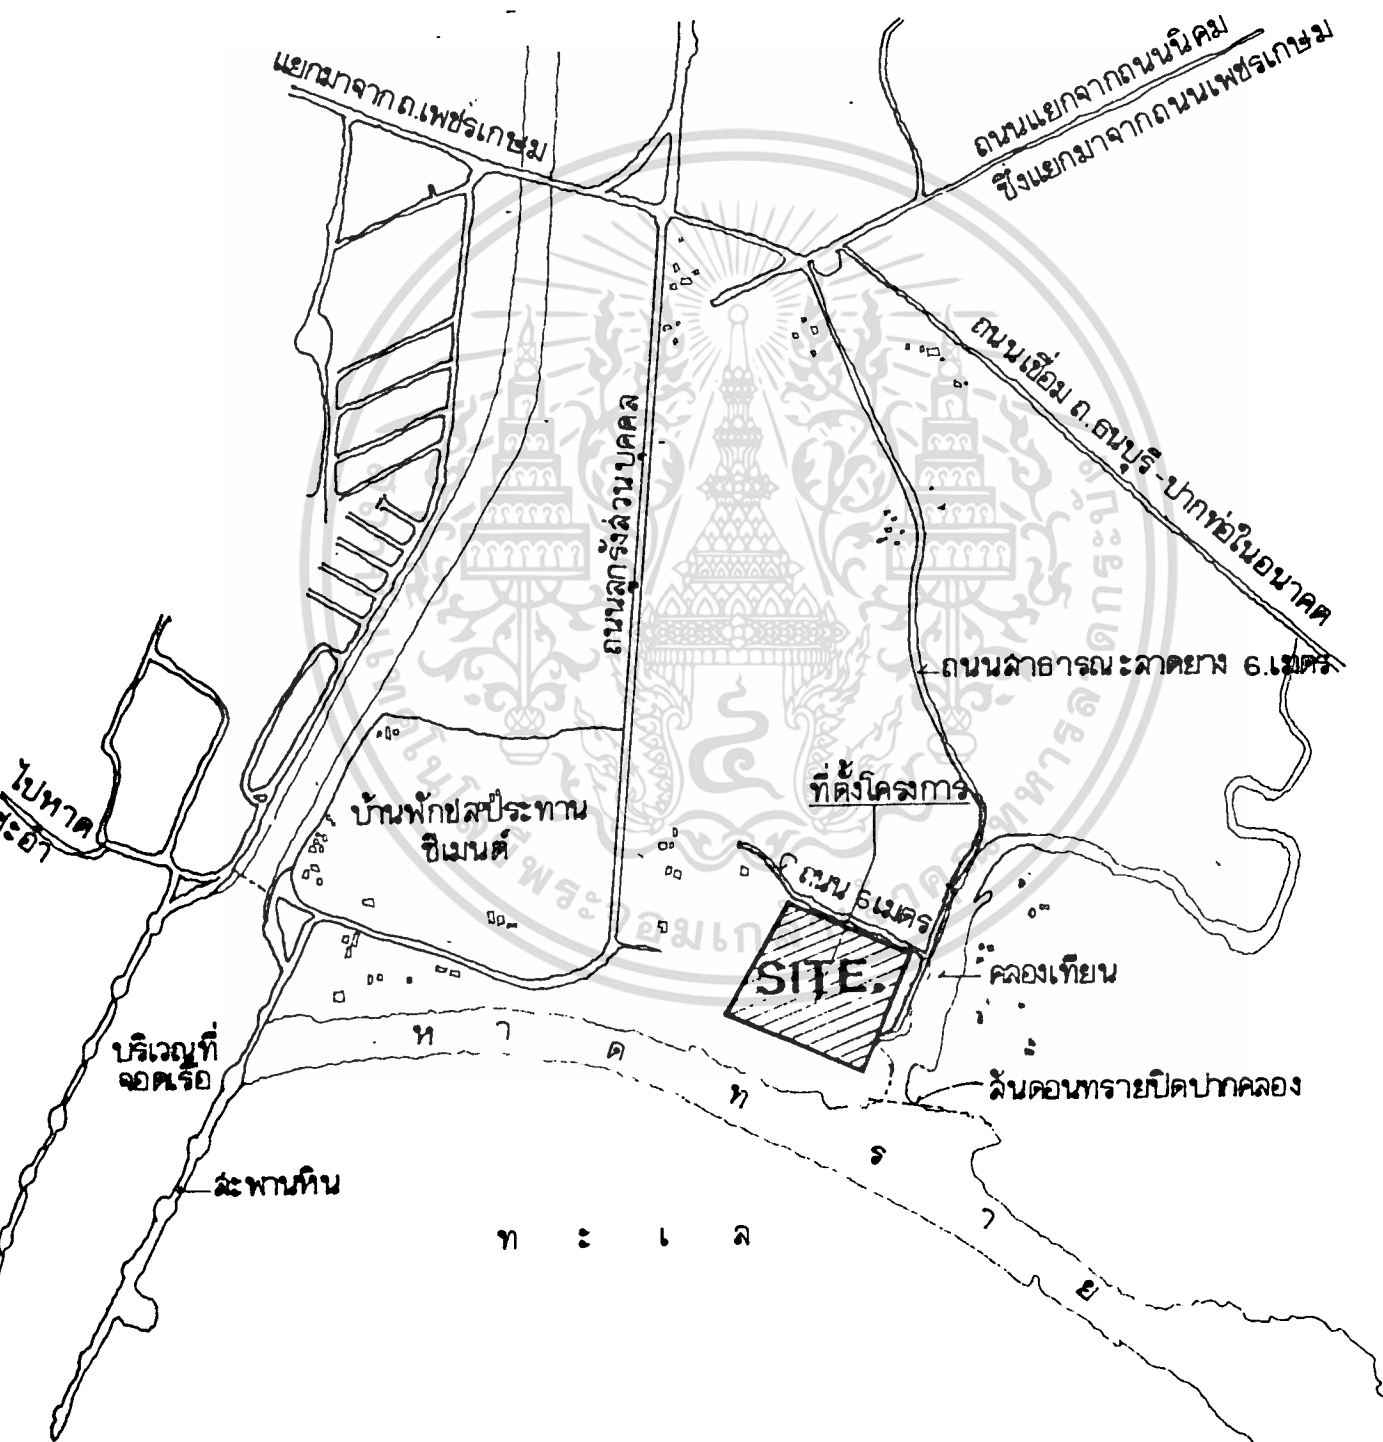 แยกมาจาก ถ.เพชรเกษม
ถนนแยกจากถนนนิคม
ซึ่งแยกมาจากถนนเพชรเกษม
ถนนเชื่อม ถ.ธนบุรี-ปากท่อในอนาคต
ถนนลูกรังส่วนบุคคล
ถนนสาธารณะลาดยาง 6.เมตร
ที่ตั้งโครงการ
บ้านพักชลประทาน
ซีเมนต์
ไปหาด
ถนน 6 เมตร
SITE.
คลองเทียน
หาดทราย
บริเวณที่
จอดเรือ
สันดอนทรายปิดปากคลอง
สะพานหิน
ทะเล